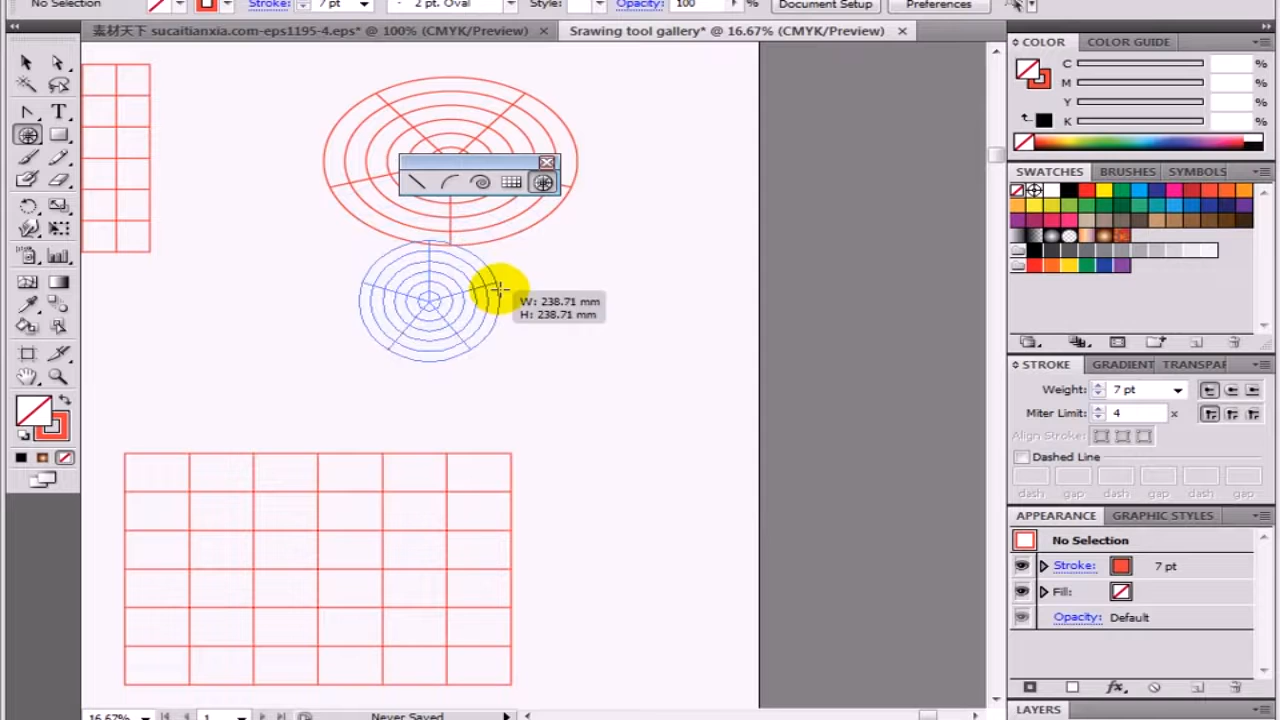 No Selection Stroke: 7 pt 2 pt. Oval Style: Opacity: 100 % Document Setup Preferences
素材天下 sucaitianxia.com-eps1195-4.eps* @ 100% (CMYK/Preview) Srawing tool gallery* @ 16.67% (CMYK/Preview)
COLOR COLOR GUIDE
C %
M %
Y %
K %
SWATCHES BRUSHES SYMBOLS
W: 238.71 mm
H: 238.71 mm
STROKE GRADIENT TRANSPAR
Weight: 7 pt
Miter Limit: 4 x
Align Stroke:
Dashed Line
dash gap dash gap dash gap
APPEARANCE GRAPHIC STYLES
No Selection
Stroke: 7 pt
Fill:
Opacity: Default
fx
LAYERS
16.67% 1 Never Saved